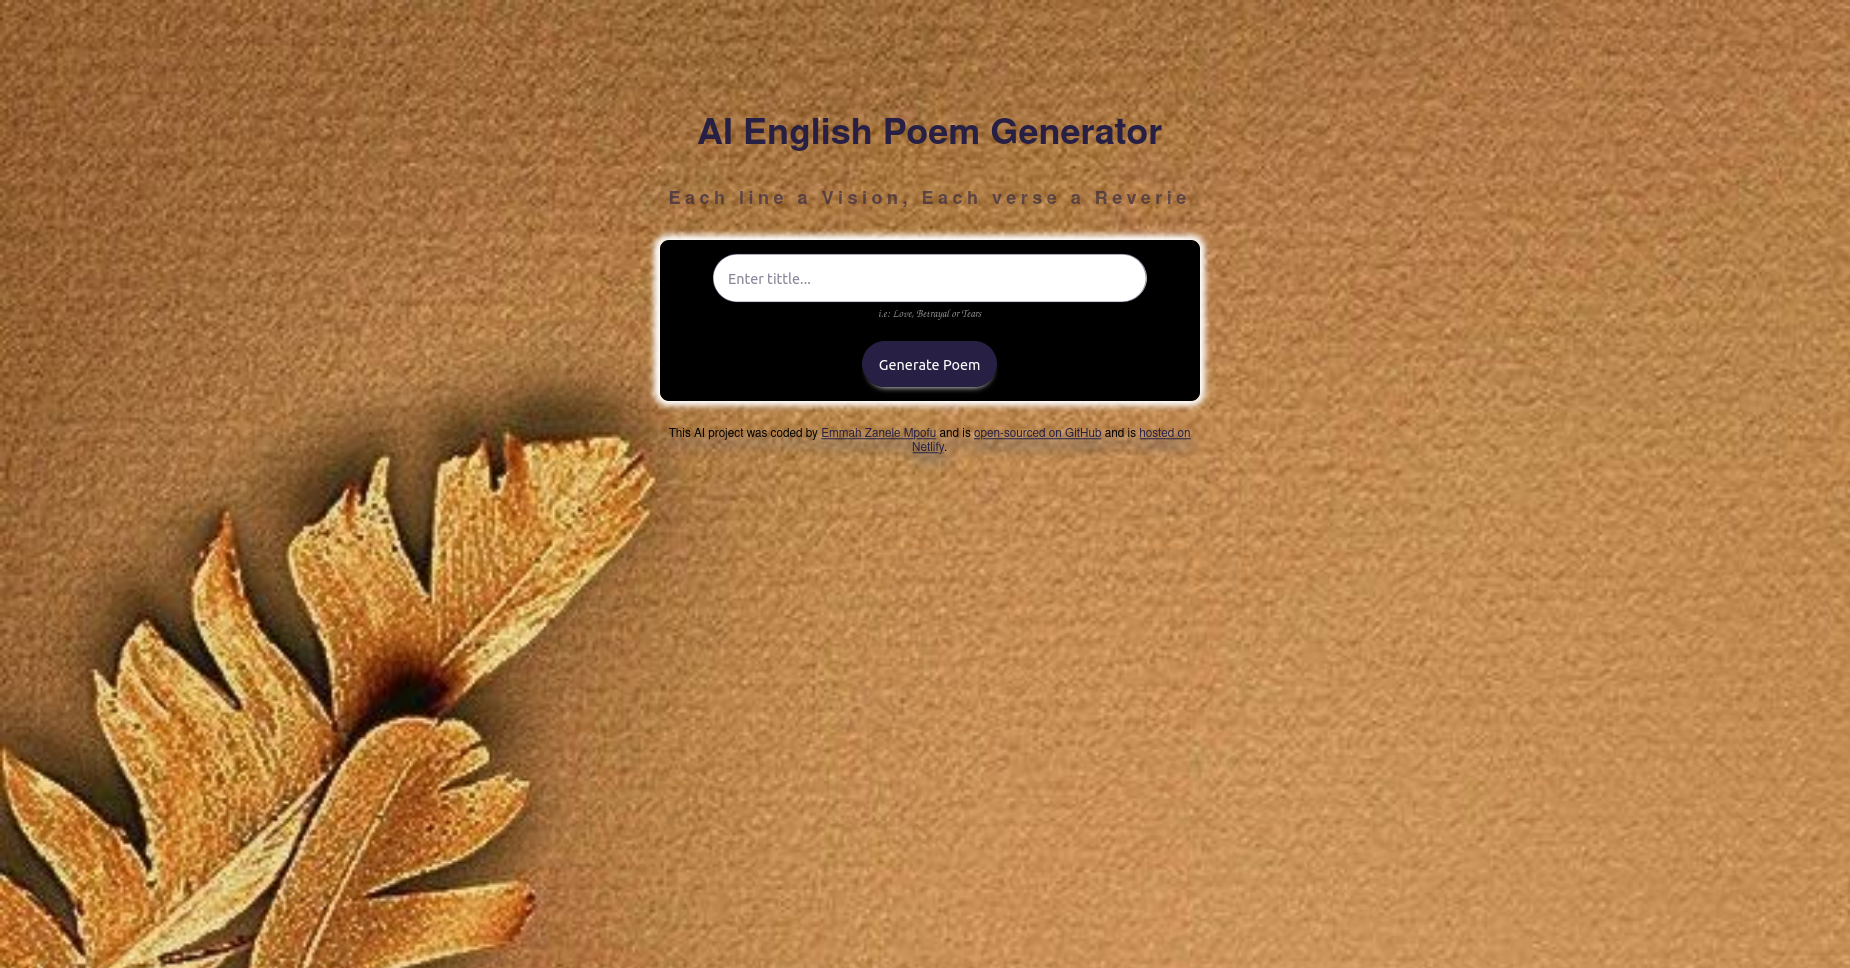 AI English Poem Generator
Each line a Vision, Each verse a Reverie
Enter tittle...
i.e: Love, Betrayal or Tears
Generate Poem
This AI project was coded by Emmah Zanele Mpofu and is open-sourced on GitHub and is hosted on
Netlify.